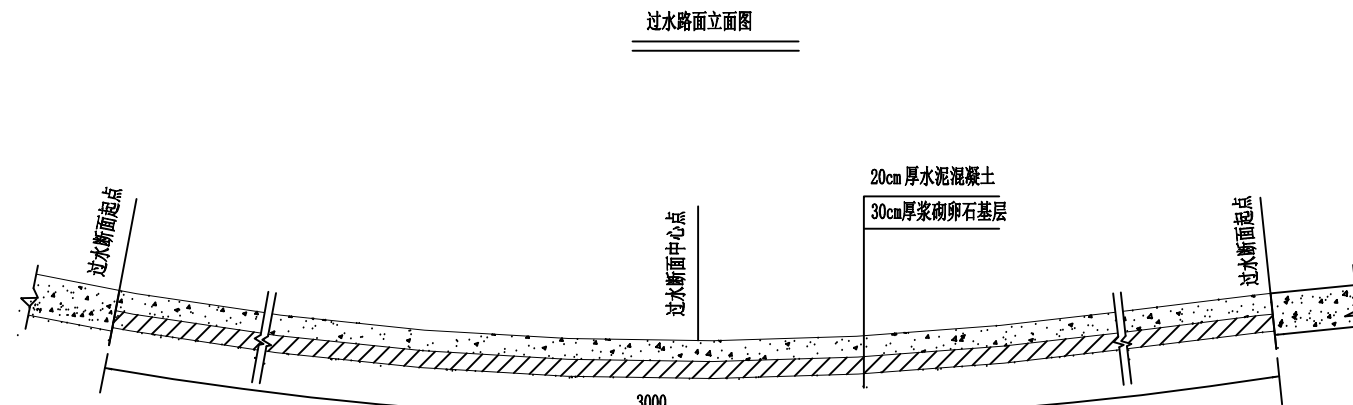 过水路面立面图
20cm厚水泥混凝土
30cm厚浆砌卵石基层
过水断面起点
过水断面中心点
过水断面起点
3000